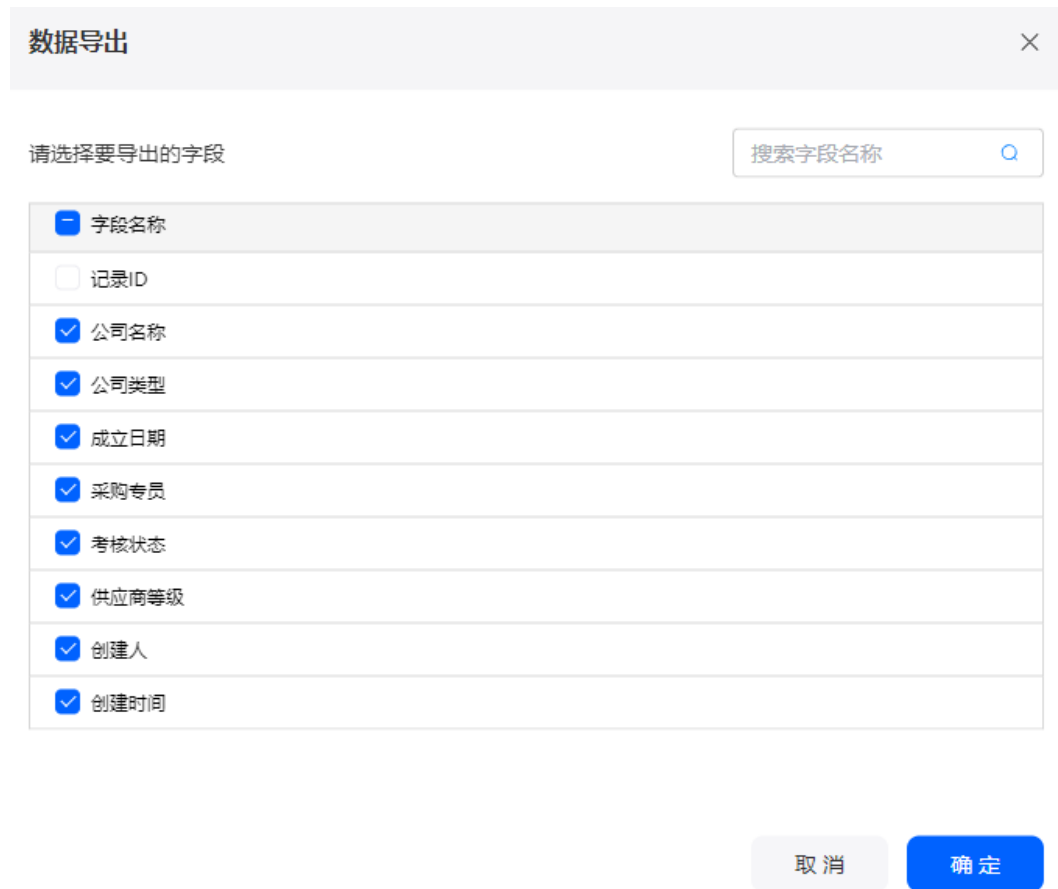 数据导出
请选择要导出的字段
搜索字段名称
字段名称
记录ID
公司名称
公司类型
成立日期
采购专员
考核状态
供应商等级
创建人
创建时间
取消
确定